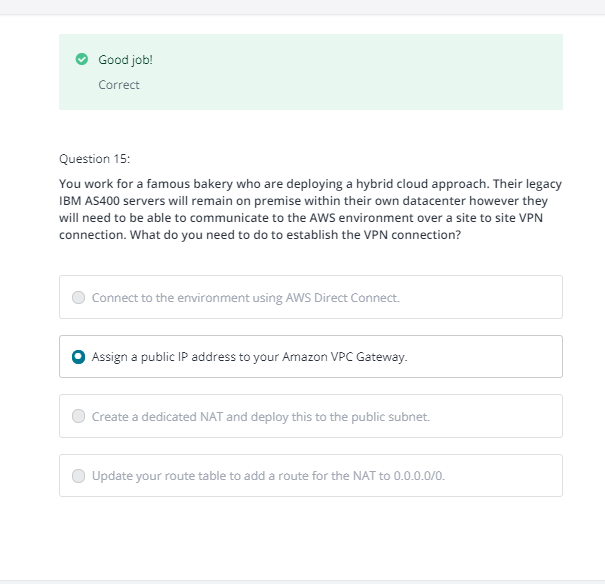 Good job!
Correct
Question 15:
You work for a famous bakery who are deploying a hybrid cloud approach. Their legacy
IBM AS400 servers will remain on premise within their own datacenter however they
will need to be able to communicate to the AWS environment over a site to site VPN
connection. What do you need to do to establish the VPN connection?
Connect to the environment using AWS Direct Connect.
Assign a public IP address to your Amazon VPC Gateway.
Create a dedicated NAT and deploy this to the public subnet.
Update your route table to add a route for the NAT to 0.0.0.0/0.